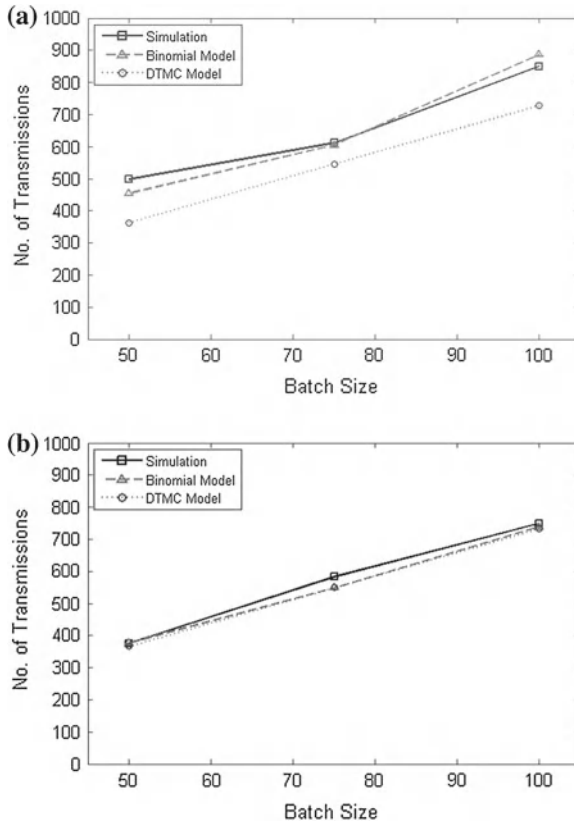 (a)
1000
900
800
700
600
500
400
300
200
100
0
No. of Transmissions
Simulation
Binomial Model
DTMC Model
50 60 70 80 90 100
Batch Size
(b)
1000
900
800
700
600
500
400
300
200
100
0
No. of Transmissions
Simulation
Binomial Model
DTMC Model
50 60 70 80 90 100
Batch Size